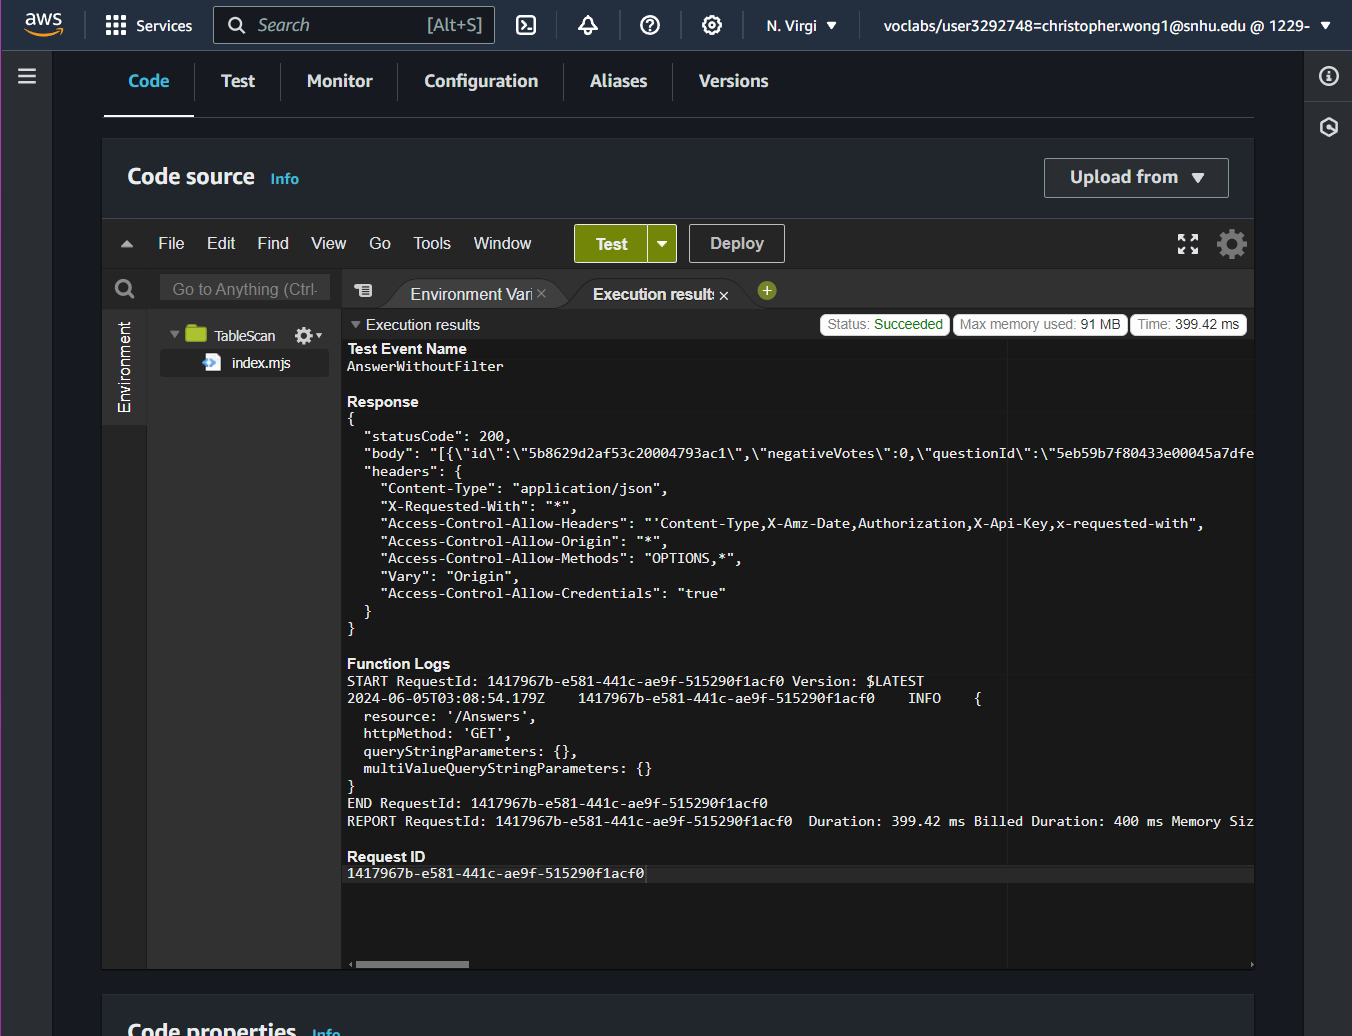 aws
Services
Search
[Alt+S]
N. Virgi
voclabs/user3292748=christopher.wong1@snhu.edu @ 1229-
Code
Test
Monitor
Configuration
Aliases
Versions
Code source
Info
Upload from
File
Edit
Find
View
Go
Tools
Window
Test
Deploy
Go to Anything (Ctrl-
Environment Vari
Execution results
Environment
TableScan
index.mjs
Execution results
Status: Succeeded
Max memory used: 91 MB
Time: 399.42 ms
Test Event Name
AnswerWithoutFilter
Response
{
"statusCode": 200,
"body": "[{\"id\":\"5b8629d2af53c20004793ac1\",\"negativeVotes\":0,\"questionId\":\"5eb59b7f80433e00045a7dfe
"headers": {
"Content-Type": "application/json",
"X-Requested-With": "*",
"Access-Control-Allow-Headers": "'Content-Type,X-Amz-Date,Authorization,X-Api-Key,x-requested-with",
"Access-Control-Allow-Origin": "*",
"Access-Control-Allow-Methods": "OPTIONS,*",
"Vary": "Origin",
"Access-Control-Allow-Credentials": "true"
}
}
Function Logs
START RequestId: 1417967b-e581-441c-ae9f-515290f1acf0 Version: $LATEST
2024-06-05T03:08:54.179Z 1417967b-e581-441c-ae9f-515290f1acf0 INFO {
resource: '/Answers',
httpMethod: 'GET',
queryStringParameters: {},
multiValueQueryStringParameters: {}
}
END RequestId: 1417967b-e581-441c-ae9f-515290f1acf0
REPORT RequestId: 1417967b-e581-441c-ae9f-515290f1acf0 Duration: 399.42 ms Billed Duration: 400 ms Memory Siz
Request ID
1417967b-e581-441c-ae9f-515290f1acf0
Code properties
Info